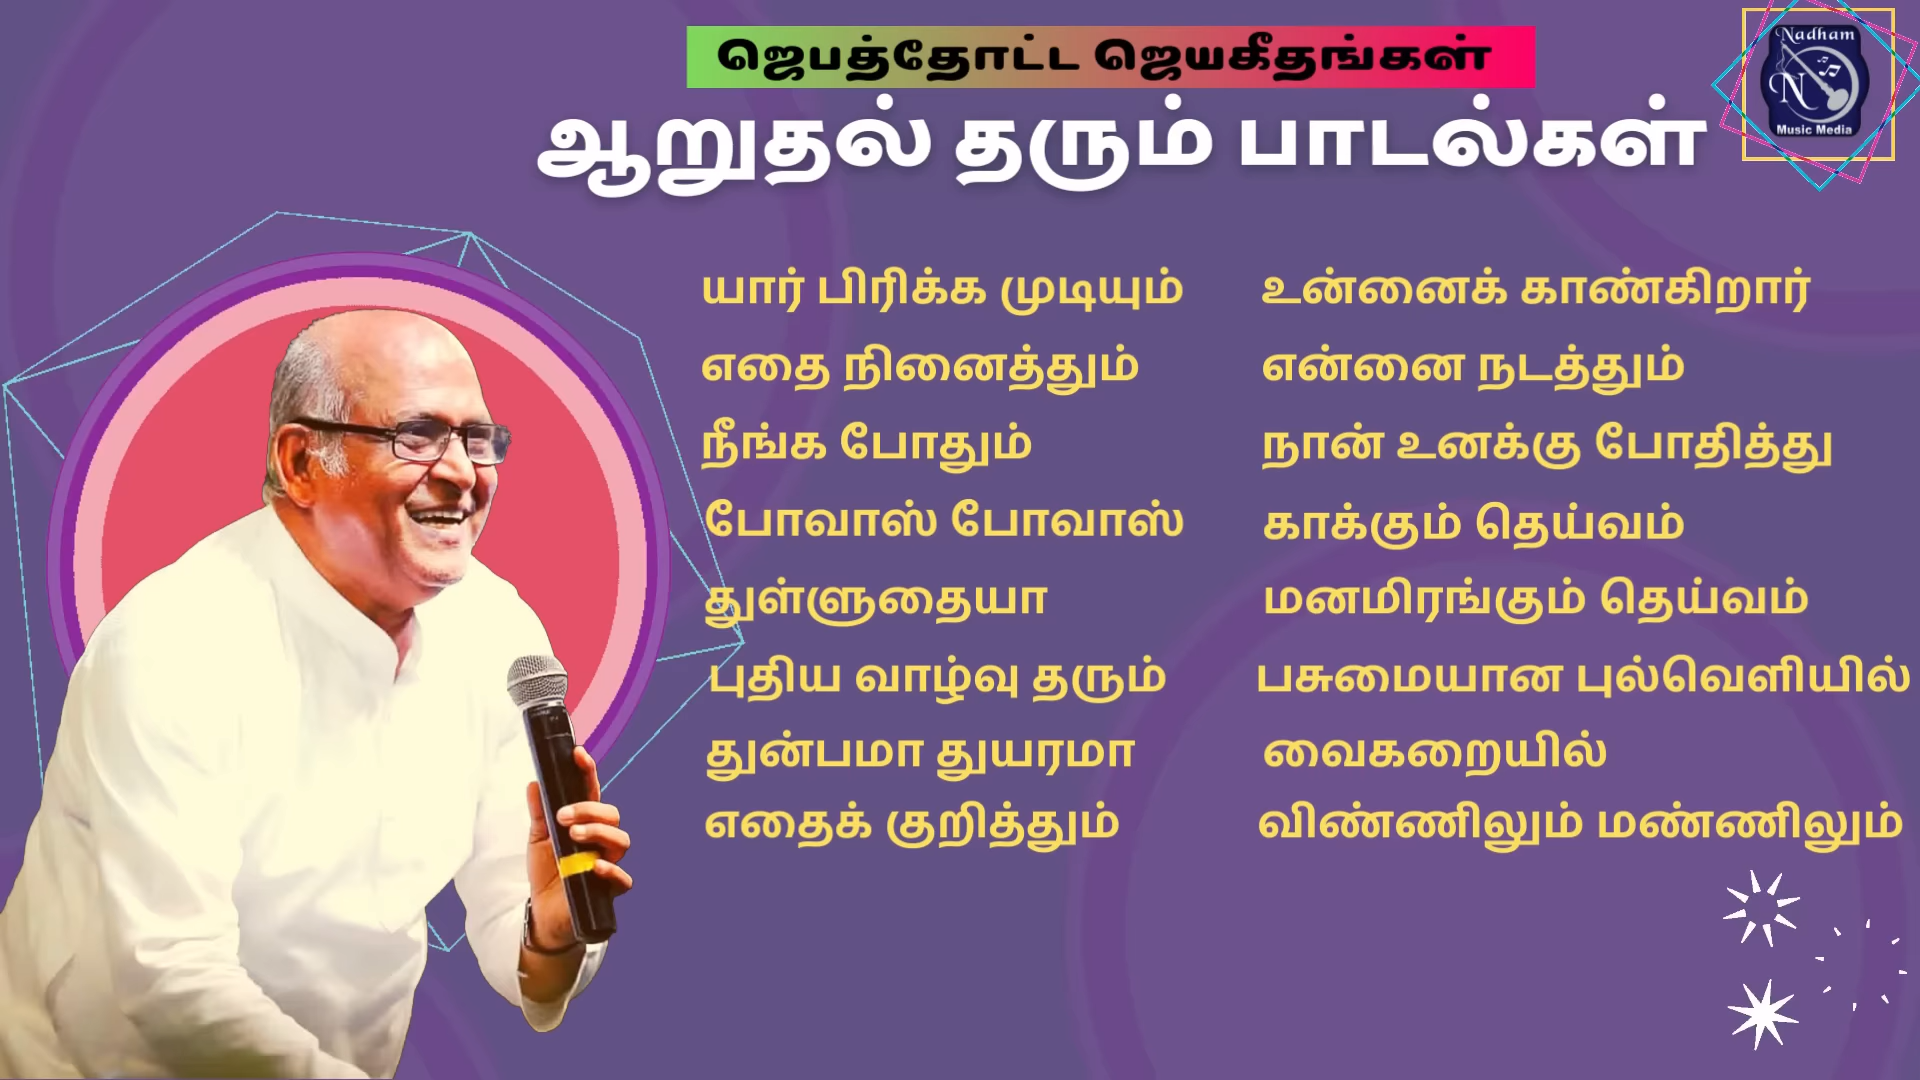 ஜெபத்தோட்ட ஜெயகீதங்கள்
ஆறுதல் தரும் பாடல்கள்
Nadham
N
Music Media
யார் பிரிக்க முடியும்
எதை நினைத்தும்
நீங்க போதும்
போவாஸ் போவாஸ்
துள்ளுதையா
புதிய வாழ்வு தரும்
துன்பமா துயரமா
எதைக் குறித்தும்
உன்னைக் காண்கிறார்
என்னை நடத்தும்
நான் உனக்கு போதித்து
காக்கும் தெய்வம்
மனமிரங்கும் தெய்வம்
பசுமையான புல்வெளியில்
வைகறையில்
விண்ணிலும் மண்ணிலும்